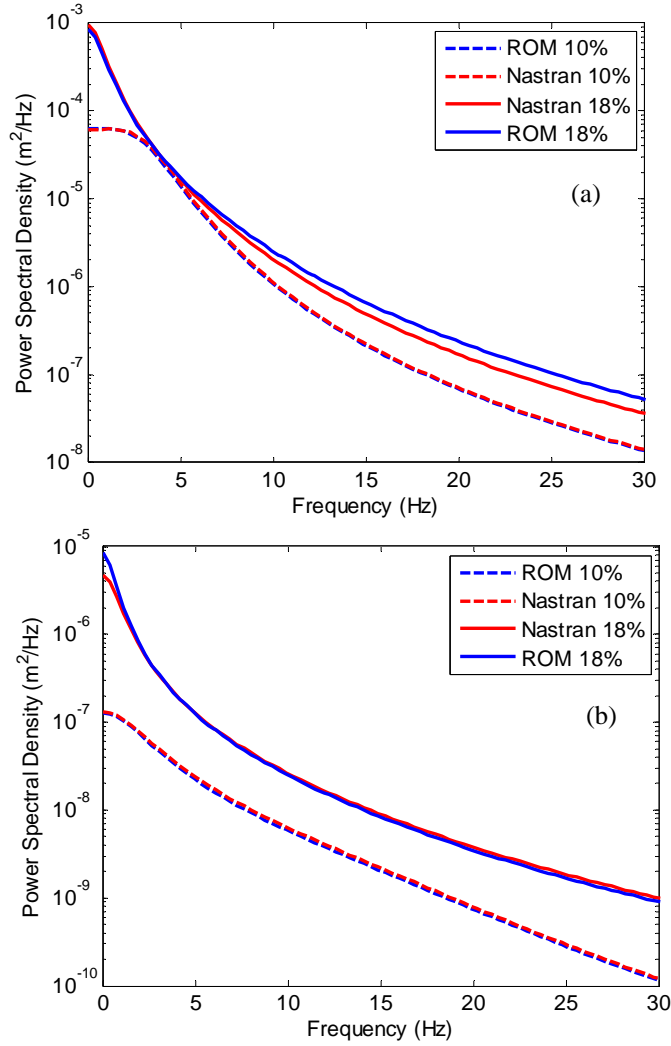 10^-3
10^-4
10^-5
10^-6
10^-7
10^-8
Power Spectral Density (m^2/Hz)
ROM 10%
Nastran 10%
Nastran 18%
ROM 18%
(a)
0 5 10 15 20 25 30
Frequency (Hz)
10^-5
10^-6
10^-7
10^-8
10^-9
10^-10
Power Spectral Density (m^2/Hz)
ROM 10%
Nastran 10%
Nastran 18%
ROM 18%
(b)
0 5 10 15 20 25 30
Frequency (Hz)